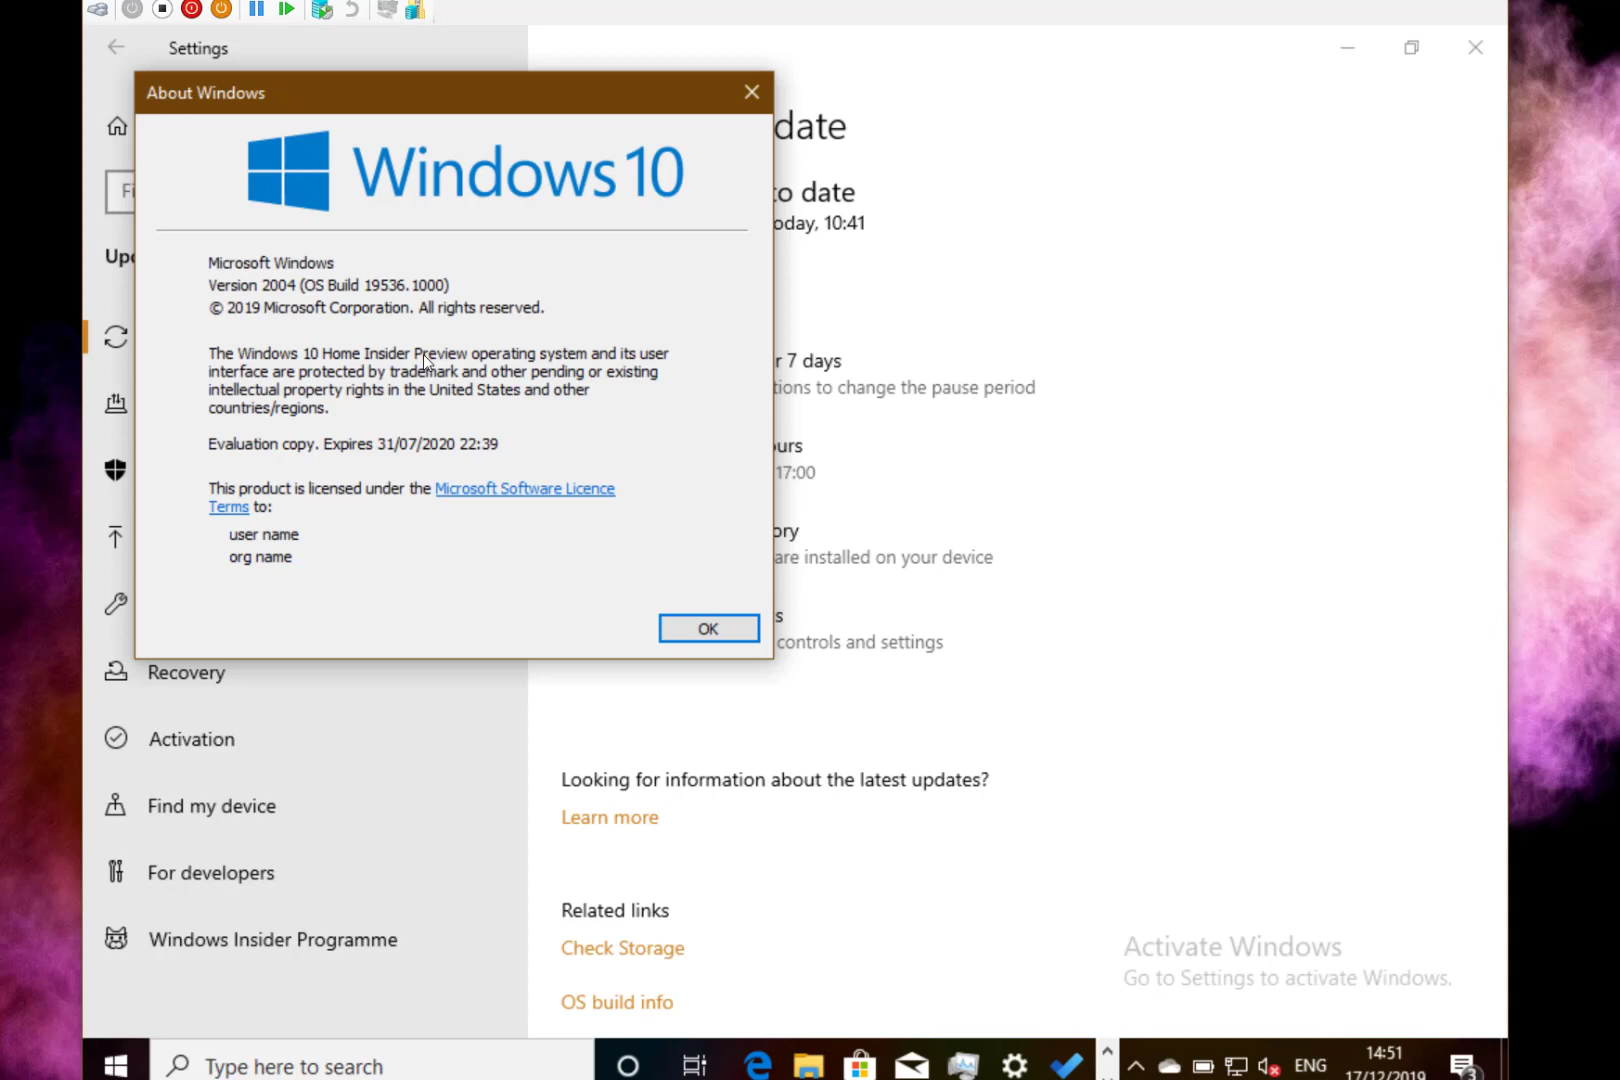 Settings
About Windows
Windows 10
Microsoft Windows
Version 2004 (OS Build 19536.1000)
© 2019 Microsoft Corporation. All rights reserved.
The Windows 10 Home Insider Preview operating system and its user
interface are protected by trademark and other pending or existing
intellectual property rights in the United States and other
countries/regions.
Evaluation copy. Expires 31/07/2020 22:39
This product is licensed under the Microsoft Software Licence
Terms to:
user name
org name
OK
date
to date
oday, 10:41
r 7 days
tions to change the pause period
urs
17:00
ory
are installed on your device
s
controls and settings
Fi
Up
Recovery
Activation
Find my device
For developers
Windows Insider Programme
Looking for information about the latest updates?
Learn more
Related links
Check Storage
OS build info
Activate Windows
Go to Settings to activate Windows.
Type here to search
ENG
14:51
17/12/2019
3